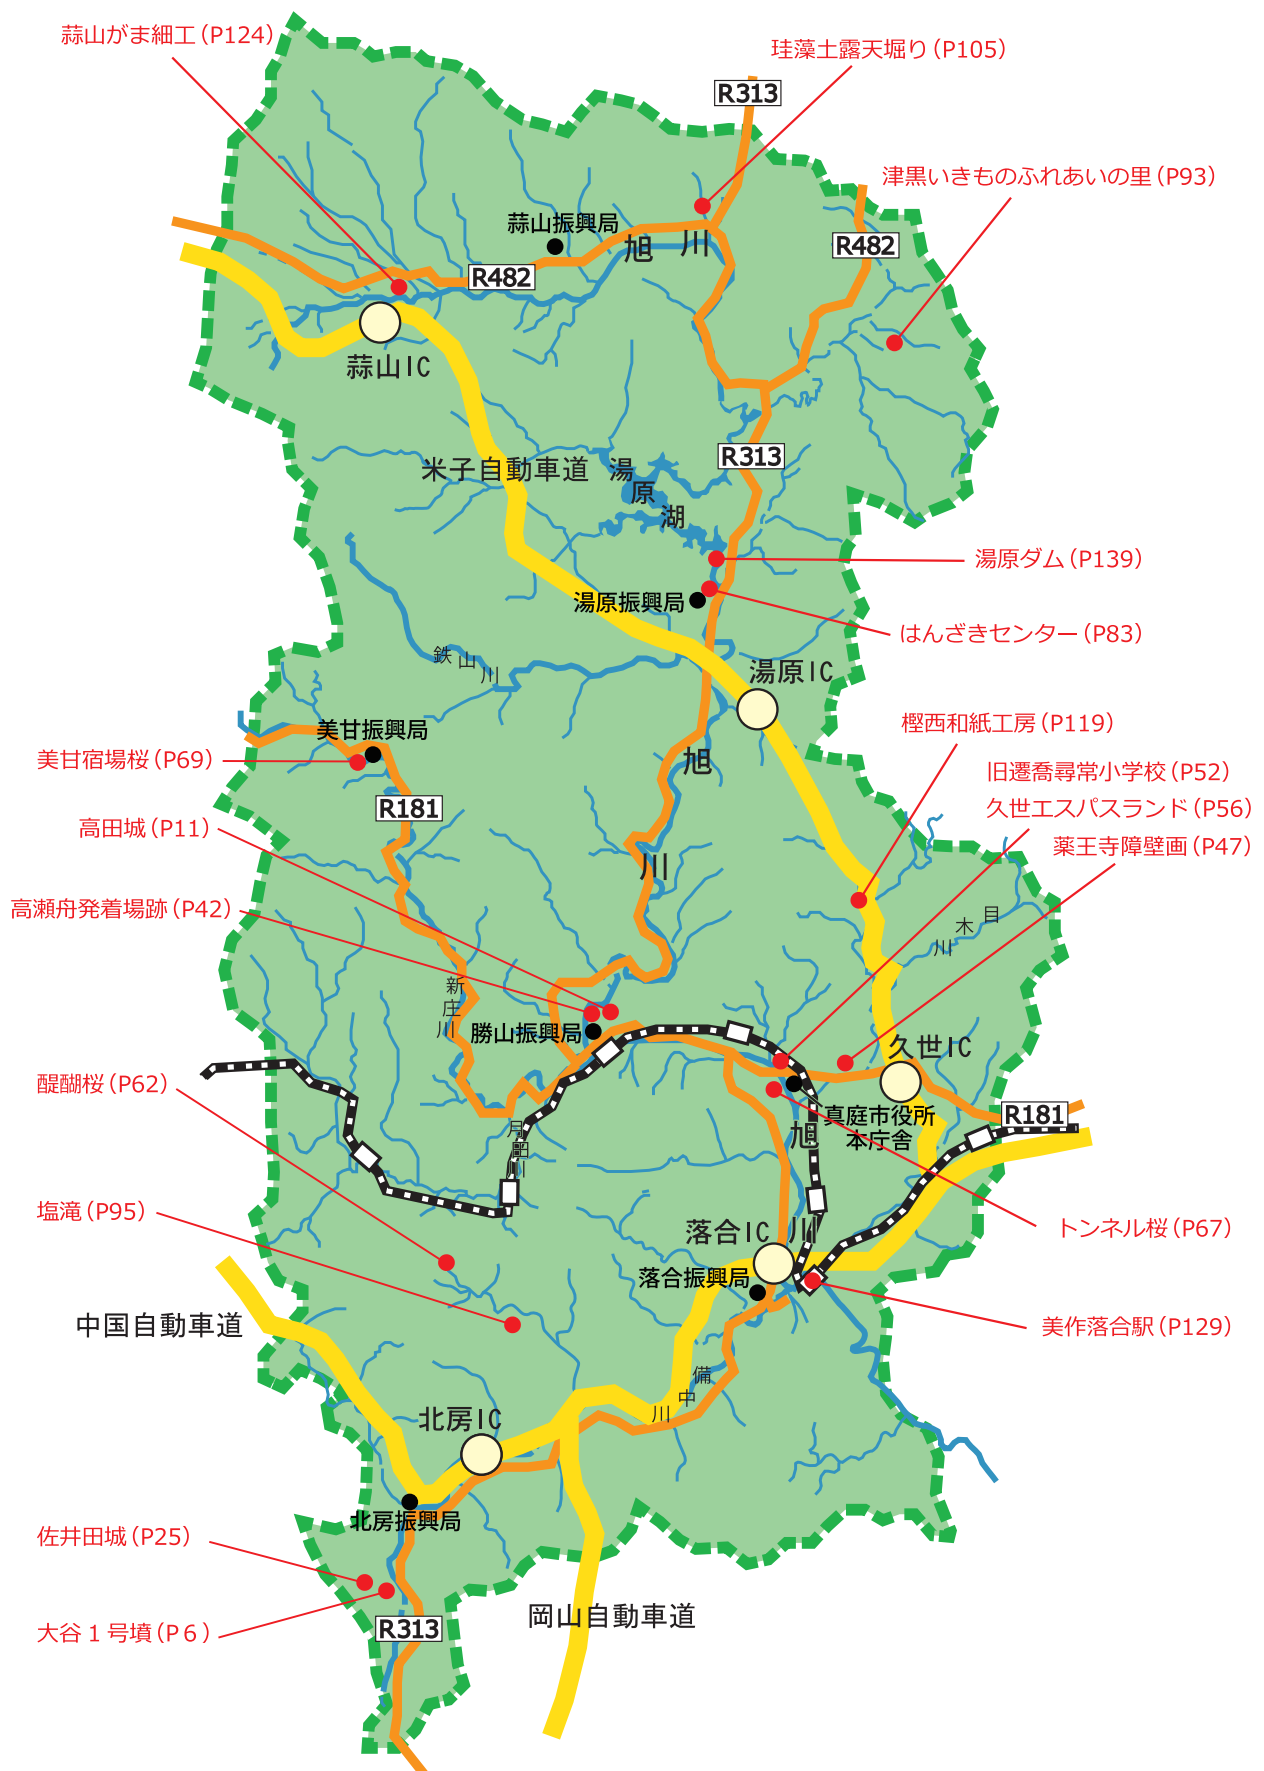 蒜山がま細工（P124）
珪藻土露天堀り（P105）
R313
津黒いきものふれあいの里（P93）
蒜山振興局
旭
川
R482
R482
蒜山IC
米子自動車道
湯
原
湖
R313
湯原ダム（P139）
湯原振興局
はんざきセンター（P83）
鉄
山
川
湯原IC
樫西和紙工房（P119）
美甘振興局
美甘宿場桜（P69）
旭
旧遷喬尋常小学校（P52）
久世エスパスランド（P56）
R181
高田城（P11）
薬王寺障壁画（P47）
川
高瀬舟発着場跡（P42）
目
木
川
新
庄
川
勝山振興局
久世IC
醍醐桜（P62）
真庭市役所
本庁舎
R181
月
田
川
旭
川
塩滝（P95）
落合IC
トンネル桜（P67）
落合振興局
中国自動車道
美作落合駅（P129）
備
中
川
北房IC
北房振興局
佐井田城（P25）
大谷１号墳（P６）
R313
岡山自動車道